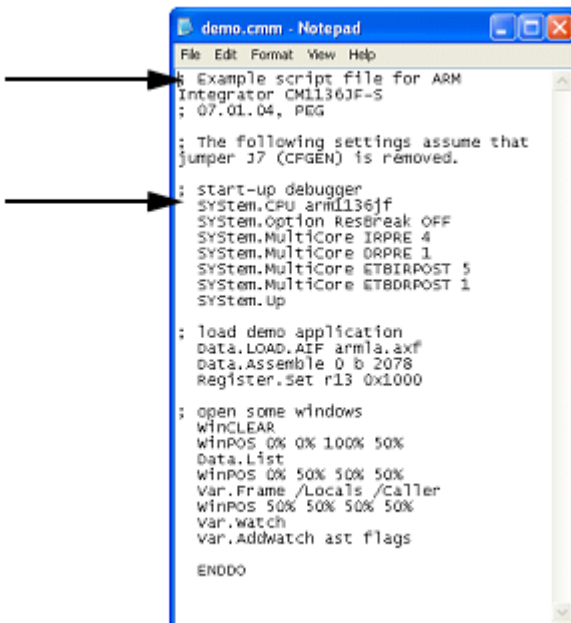 demo.cmm - Notepad
File Edit Format View Help
; Example script file for ARM
Integrator CM1136JF-S
; 07.01.04, PEG
; The following settings assume that
jumper J7 (CFGEN) is removed.
; start-up debugger
SYStem.CPU arm1136jf
SYStem.Option ResBreak OFF
SYStem.MultiCore IRPRE 4
SYStem.MultiCore DRPRE 1
SYStem.MultiCore ETBIRPOST 5
SYStem.MultiCore ETBDRPOST 1
SYStem.Up
; load demo application
Data.LOAD.AIF armla.axf
Data.Assemble 0 b 2078
Register.Set r13 0x1000
; open some windows
WinCLEAR
WinPOS 0% 0% 100% 50%
Data.List
WinPOS 0% 50% 50% 50%
Var.Frame /Locals /Caller
WinPOS 50% 50% 50% 50%
Var.Watch
Var.AddWatch ast flags
ENDDO